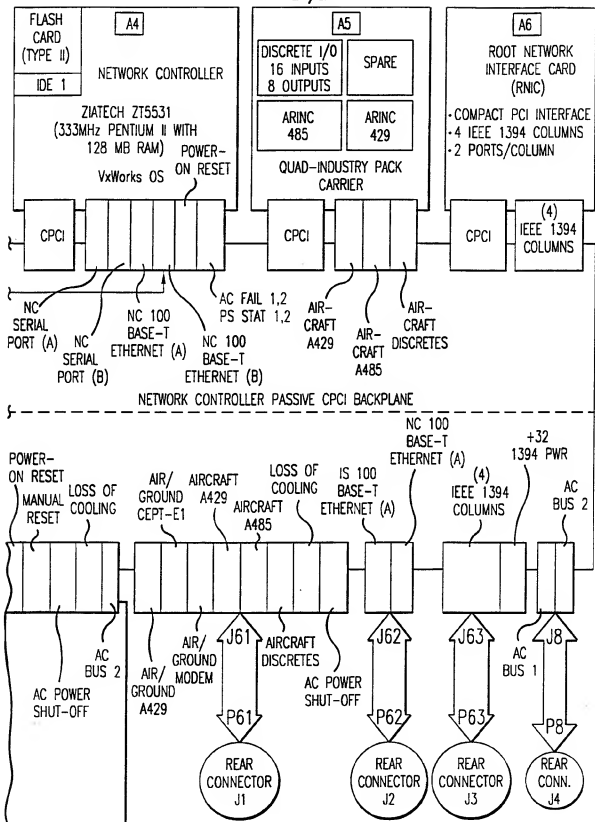 FLASH
CARD
(TYPE II)
IDE 1
A4
NETWORK CONTROLLER
ZIATECH ZT5531
(333MHz PENTIUM II WITH
128 MB RAM)
VxWorks OS
POWER-
ON RESET
A5
DISCRETE I/O
16 INPUTS
8 OUTPUTS
SPARE
ARINC
485
ARINC
429
QUAD-INDUSTRY PACK
CARRIER
A6
ROOT NETWORK
INTERFACE CARD
(RNIC)
•COMPACT PCI INTERFACE
•4 IEEE 1394 COLUMNS
•2 PORTS/COLUMN
CPCI
CPCI
CPCI
(4)
IEEE 1394
COLUMNS
NC
SERIAL
PORT (A)
NC
SERIAL
PORT (B)
NC 100
BASE-T
ETHERNET (A)
NC 100
BASE-T
ETHERNET (B)
AC FAIL 1,2
PS STAT 1,2
AIR-
CRAFT
A429
AIR-
CRAFT
A485
AIR-
CRAFT
DISCRETES
NETWORK CONTROLLER PASSIVE CPCI BACKPLANE
POWER-
ON RESET
MANUAL
RESET
LOSS OF
COOLING
AIR/
GROUND
CEPT-E1
AIRCRAFT
A429
AIRCRAFT
A485
LOSS OF
COOLING
IS 100
BASE-T
ETHERNET (A)
NC 100
BASE-T
ETHERNET (A)
(4)
IEEE 1394
COLUMNS
+32
1394 PWR
AC
BUS 2
AC POWER
SHUT-OFF
AC
BUS 2
AIR/
GROUND
A429
AIR/
GROUND
MODEM
AIRCRAFT
DISCRETES
AC POWER
SHUT-OFF
AC
BUS 1
J61
J62
J63
J8
P61
P62
P63
P8
REAR
CONNECTOR
J1
REAR
CONNECTOR
J2
REAR
CONNECTOR
J3
REAR
CONN.
J4